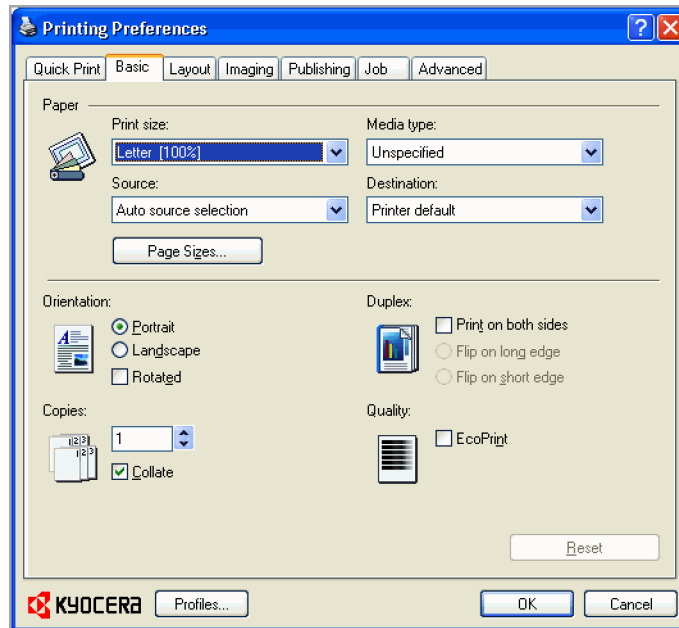 Printing Preferences
Quick Print Basic Layout Imaging Publishing Job Advanced
Paper
Print size: Media type:
Letter [100%] Unspecified
Source: Destination:
Auto source selection Printer default
Page Sizes...
Orientation: Duplex:
Portrait Print on both sides
Landscape Flip on long edge
Rotated Flip on short edge
Copies: Quality:
1 EcoPrint
Collate
Reset
KYOCERA Profiles... OK Cancel